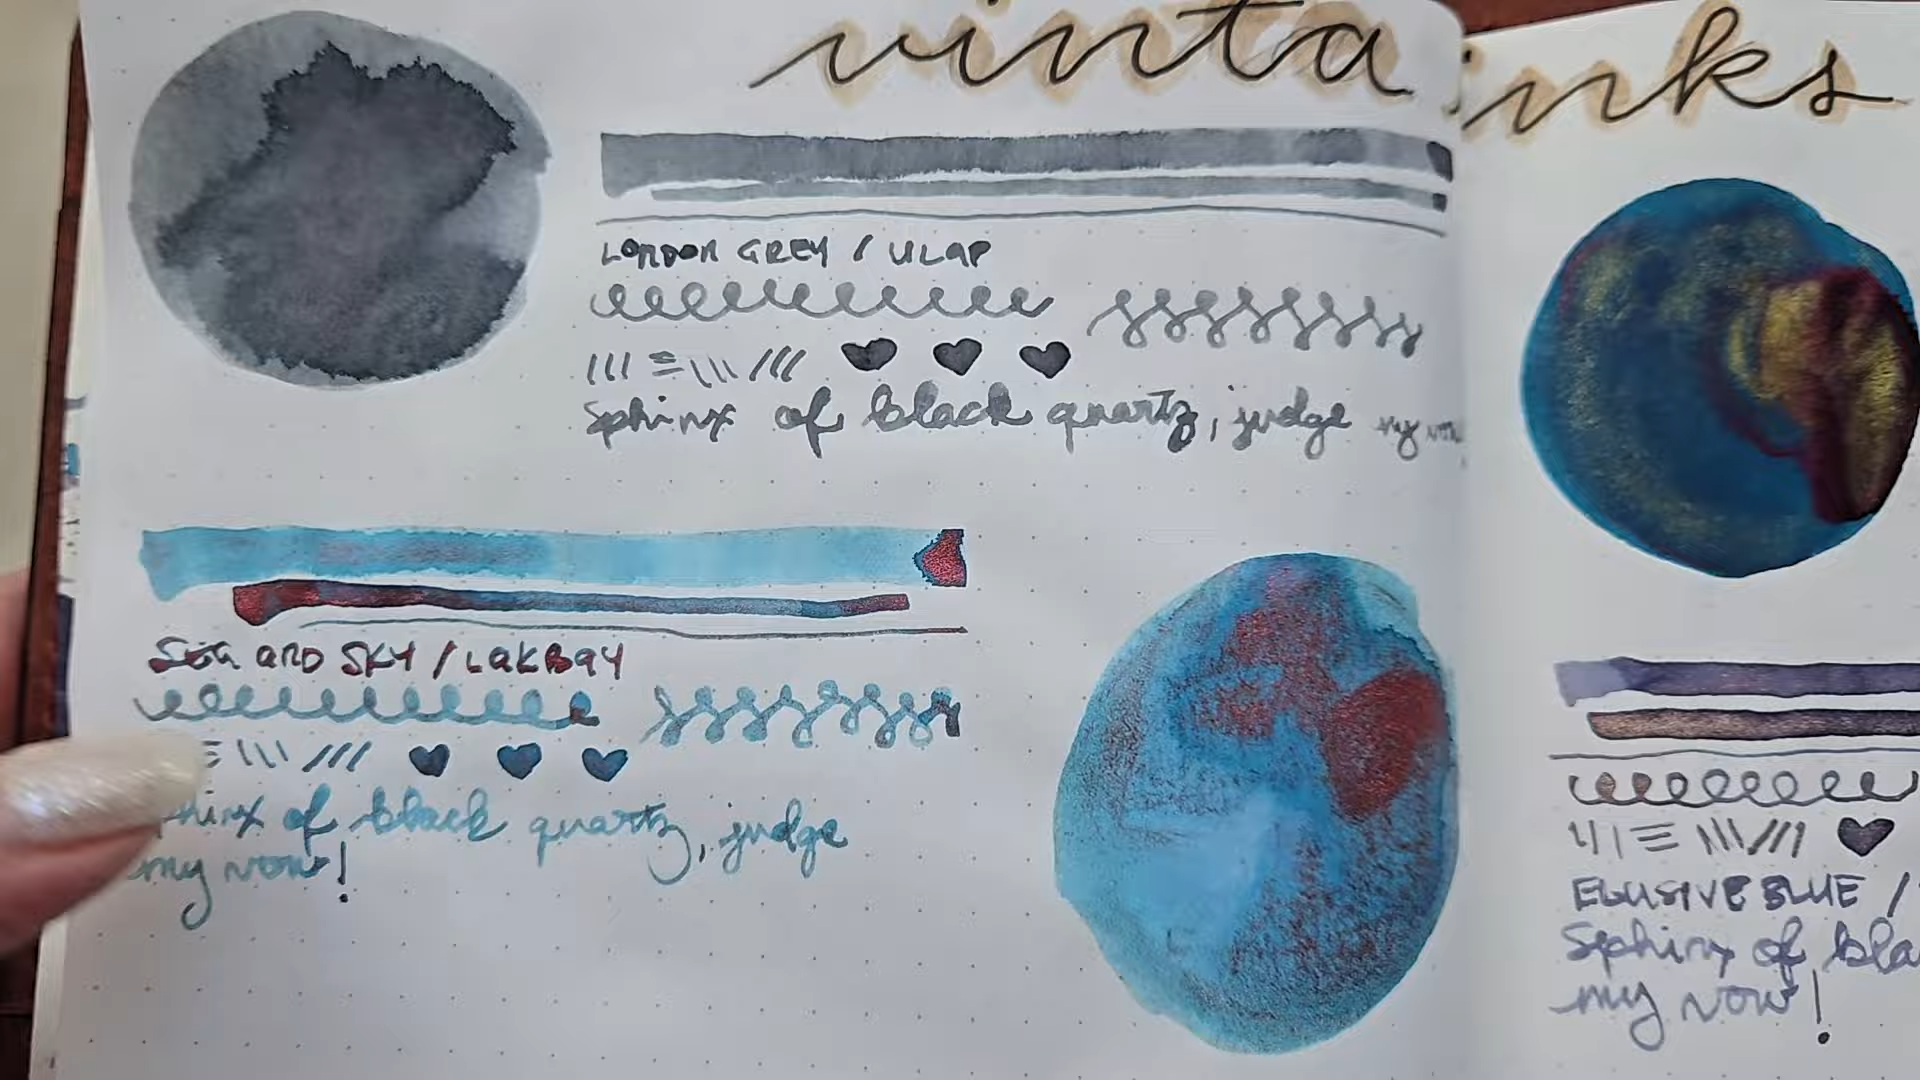 vinta inks
LONDON GREY / ULAP
Sphinx of black quartz, judge my
SEA AND SKY / LAKBAY
of black quartz, judge
my vow!
ELUSIVE BLUE /
Sphinx of
my vow!